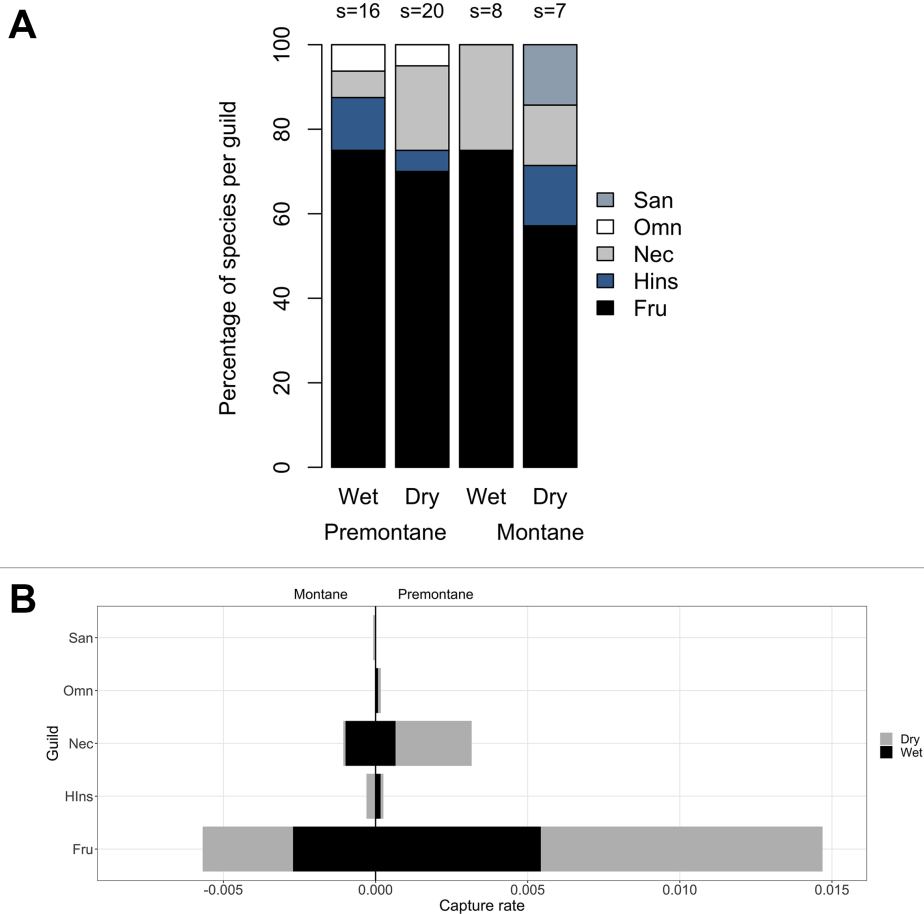 A
s=16 s=20 s=8 s=7
Percentage of species per guild
100
80
60
40
20
0
San
Omn
Nec
Hins
Fru
Wet Dry Wet Dry
Premontane Montane
B
Montane Premontane
Guild
San
Omn
Nec
HIns
Fru
Dry
Wet
-0.005 0.000 0.005 0.010 0.015
Capture rate